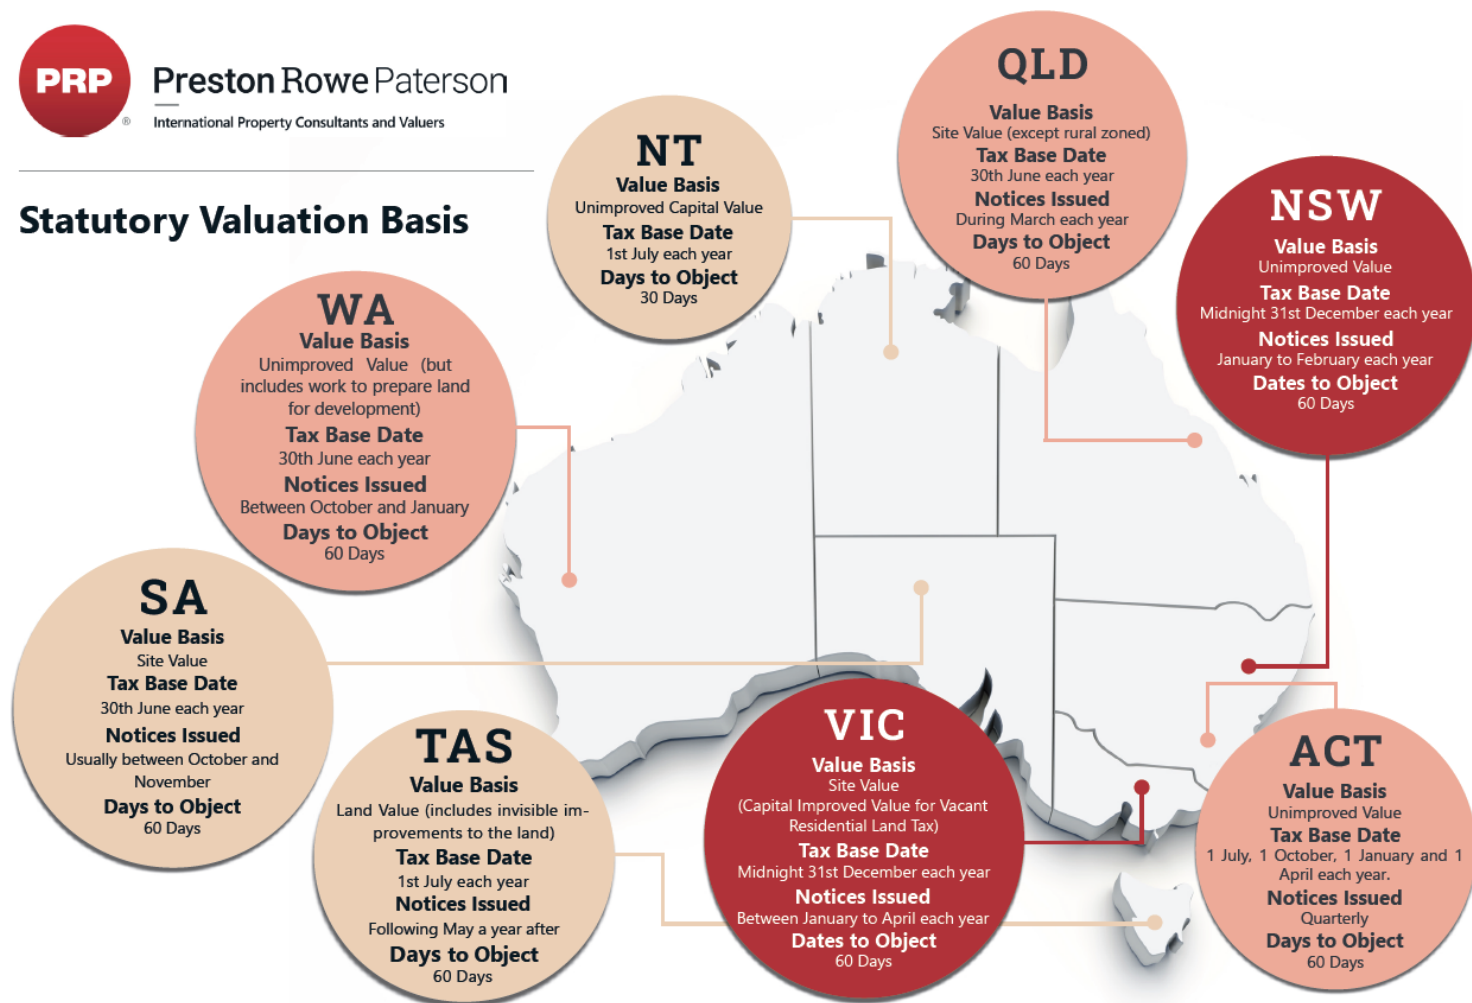 PRP
®
Preston Rowe Paterson
International Property Consultants and Valuers
Statutory Valuation Basis
NT
Value Basis
Unimproved Capital Value
Tax Base Date
1st July each year
Days to Object
30 Days
QLD
Value Basis
Site Value (except rural zoned)
Tax Base Date
30th June each year
Notices Issued
During March each year
Days to Object
60 Days
NSW
Value Basis
Unimproved Value
Tax Base Date
Midnight 31st December each year
Notices Issued
January to February each year
Dates to Object
60 Days
WA
Value Basis
Unimproved Value (but
includes work to prepare land
for development)
Tax Base Date
30th June each year
Notices Issued
Between October and January
Days to Object
60 Days
SA
Value Basis
Site Value
Tax Base Date
30th June each year
Notices Issued
Usually between October and
November
Days to Object
60 Days
TAS
Value Basis
Land Value (includes invisible im-
provements to the land)
Tax Base Date
1st July each year
Notices Issued
Following May a year after
Days to Object
60 Days
VIC
Value Basis
Site Value
(Capital Improved Value for Vacant
Residential Land Tax)
Tax Base Date
Midnight 31st December each year
Notices Issued
Between January to April each year
Dates to Object
60 Days
ACT
Value Basis
Unimproved Value
Tax Base Date
1 July, 1 October, 1 January and 1
April each year.
Notices Issued
Quarterly
Days to Object
60 Days